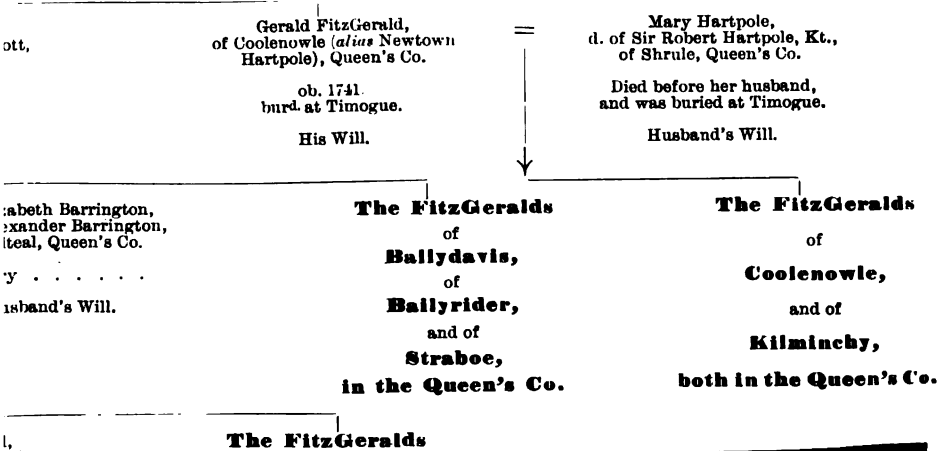 ott,
Gerald FitzGerald,
of Coolenowle (alias Newtown
Hartpole), Queen's Co.
ob. 1741.
burd. at Timogue.
His Will.
=
Mary Hartpole,
d. of Sir Robert Hartpole, Kt.,
of Shrule, Queen's Co.
Died before her husband,
and was buried at Timogue.
Husband's Will.
zabeth Barrington,
exander Barrington,
iteal, Queen's Co.
y . . . . . .
usband's Will.
The FitzGeralds
of
Ballydavis,
of
Ballyrider,
and of
Straboe,
in the Queen's Co.
The FitzGeralds
of
Coolenowle,
and of
Kilminchy,
both in the Queen's Co.
l,
The FitzGeralds